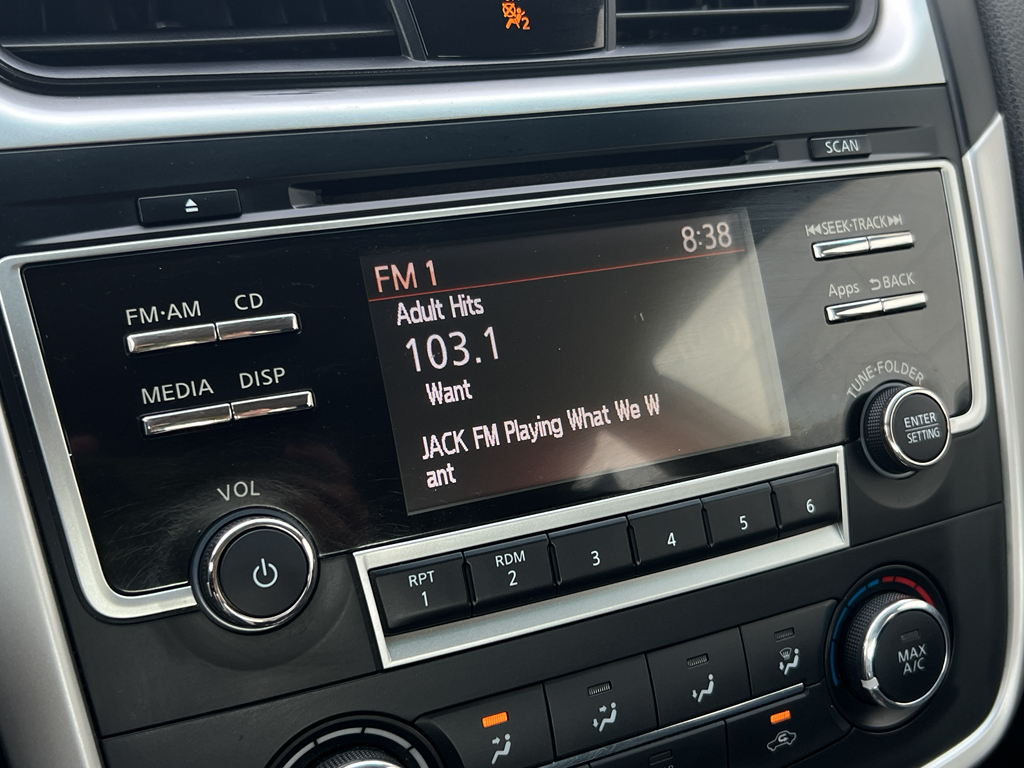 2
SCAN
SEEK·TRACK
8:38
FM 1
Adult Hits
FM·AM CD
103.1
Apps BACK
Want
MEDIA DISP
TUNE·FOLDER
JACK FM Playing What We W
ant
ENTER
SETTING
VOL
RPT
1
RDM
2
3
4
5
6
MAX
A/C